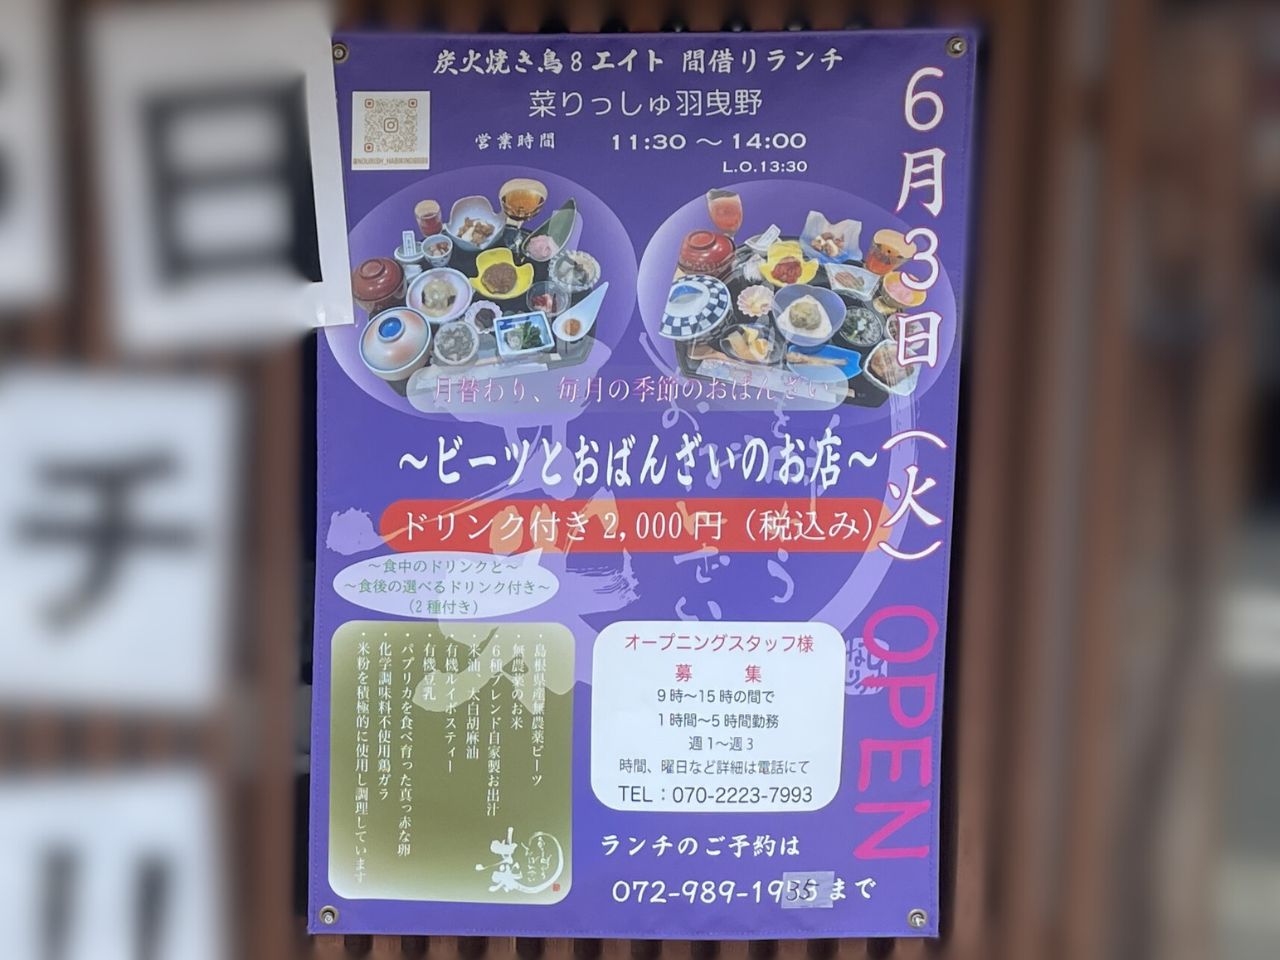 日
チ
炭火焼き鳥8エイト 間借りランチ
菜りっしゅ羽曳野
営業時間 11:30 ～ 14:00
L.O.13:30
6月3日（火） OPEN
月替わり、毎月の季節のおばんざい
～ビーツとおばんざいのお店～
ドリンク付き 2,000 円（税込み）
～食中のドリンクと～
～食後の選べるドリンク付き～
（2 種付き）
・島根県産無農薬ビーツ
・無農薬のお米
・6種ブレンド自家製お出汁
・米油、太白胡麻油
・有機ルイボスティー
・有機豆乳
・パプリカを食べ育った真っ赤な卵
・化学調味料不使用鶏ガラ
・米粉を積極的に使用し調理しています
菜
オープニングスタッフ様
募 集
9 時～15 時の間で
1 時間～5 時間勤務
週 1～週 3
時間、曜日など詳細は電話にて
TEL：070-2223-7993
ランチのご予約は
072-989-1935 まで